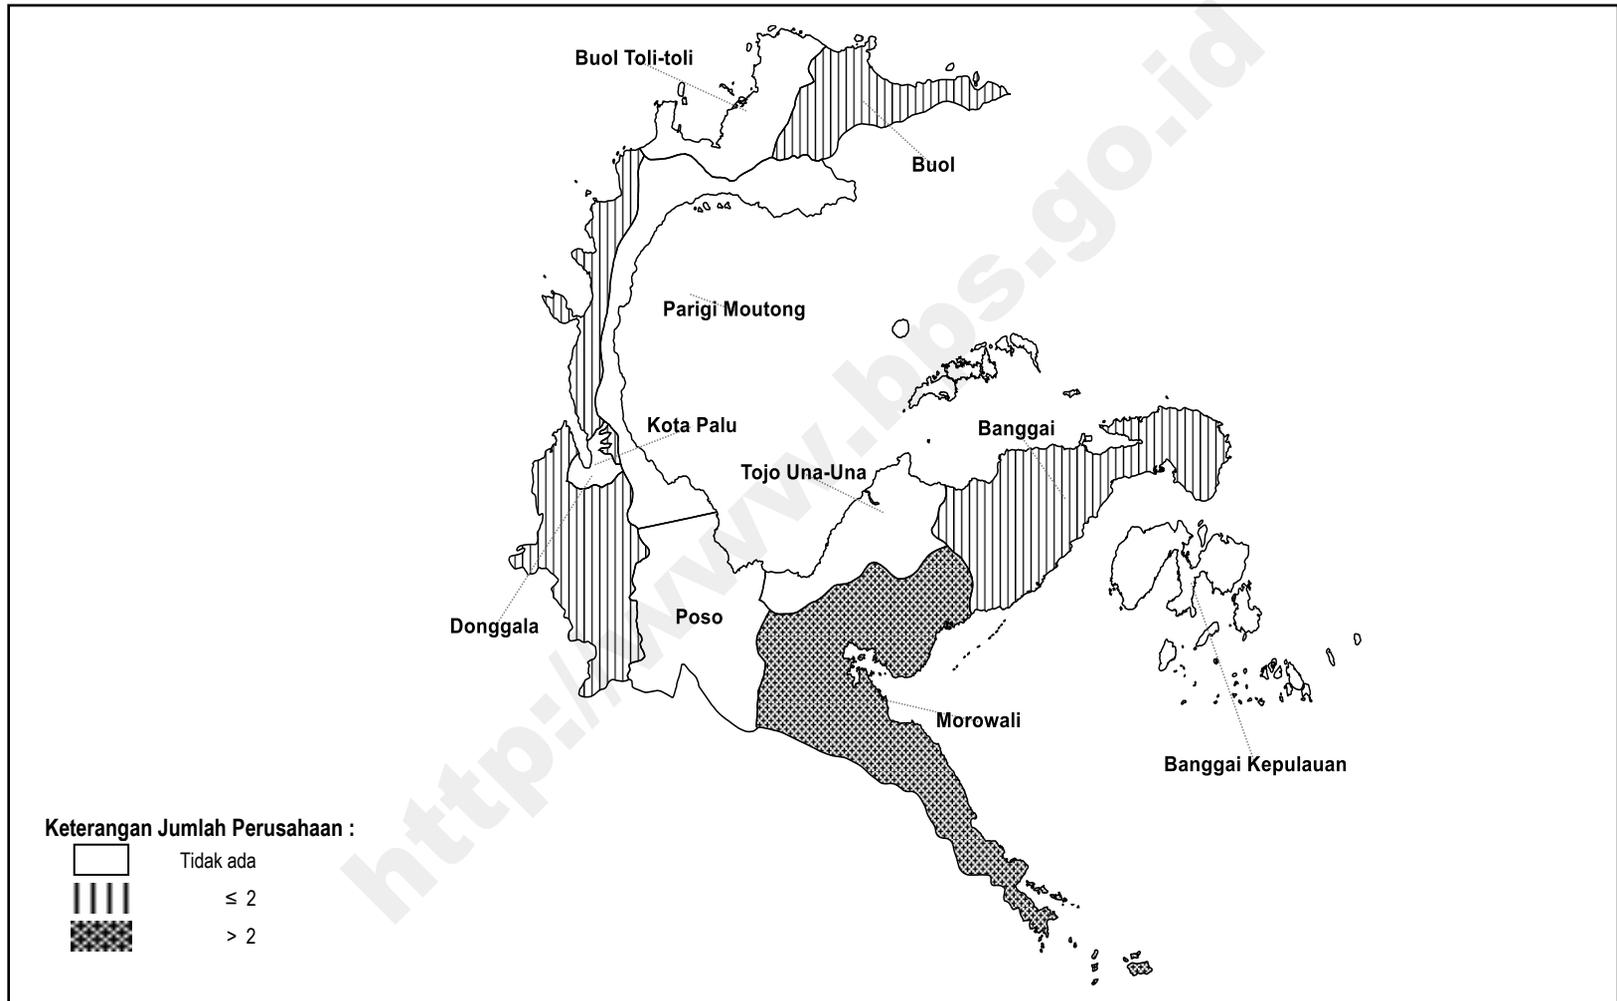 Buol Toli-toli
Buol
Parigi Moutong
Kota Palu
Banggai
Tojo Una-Una
Donggala
Poso
Morowali
Banggai Kepulauan
Keterangan Jumlah Perusahaan :
Tidak ada
≤ 2
> 2
http://www.bps.go.id